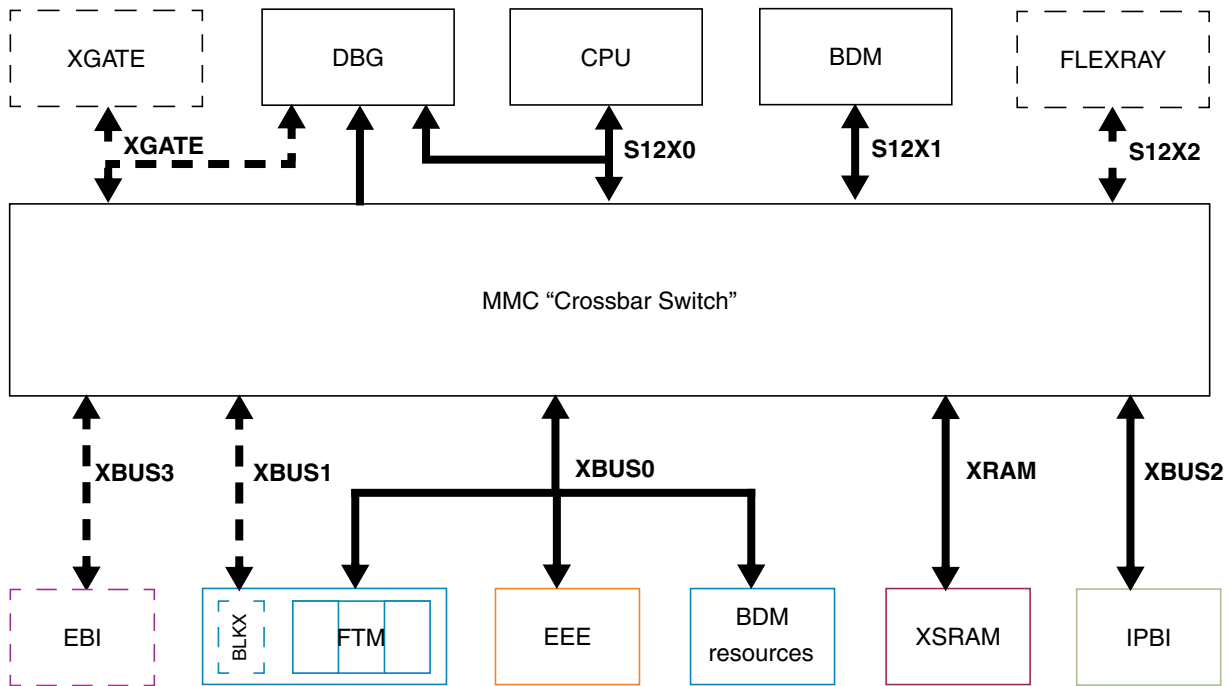 XGATE
DBG
CPU
BDM
FLEXRAY
XGATE
S12X0
S12X1
S12X2
MMC “Crossbar Switch”
XBUS3
XBUS1
XBUS0
XRAM
XBUS2
EBI
BLKX
FTM
EEE
BDM
resources
XSRAM
IPBI